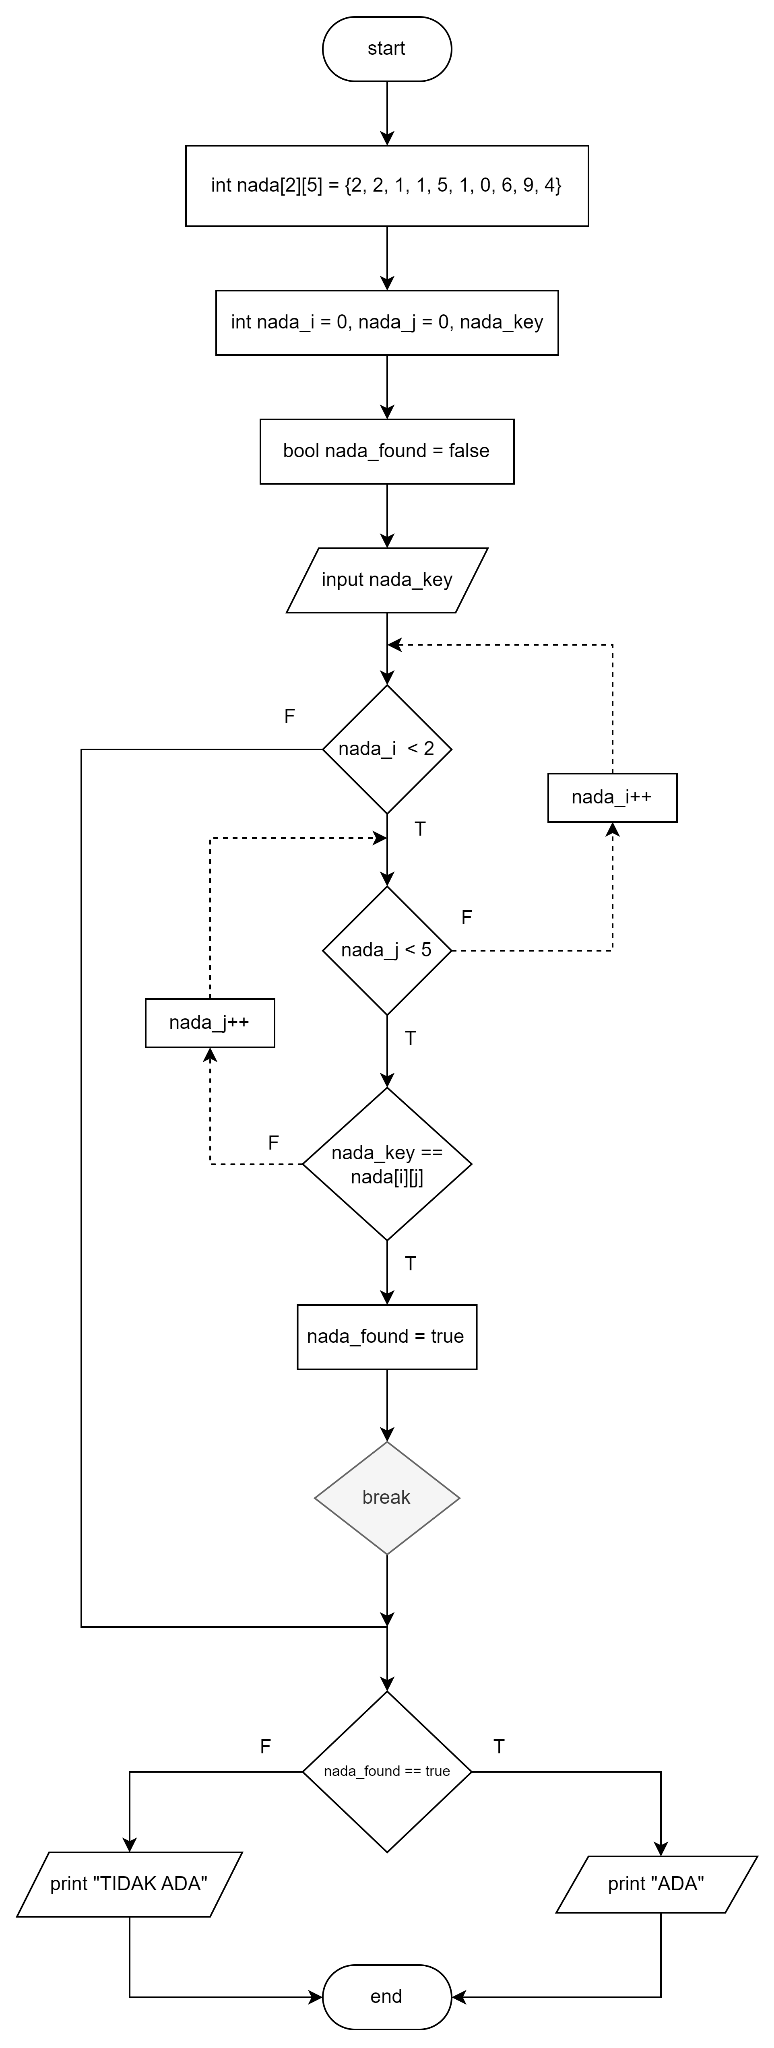 start
int nada[2][5] = {2, 2, 1, 1, 5, 1, 0, 6, 9, 4}
int nada_i = 0, nada_j = 0, nada_key
bool nada_found = false
input nada_key
F
nada_i  < 2
nada_i++
T
F
nada_j < 5
nada_j++
T
F
nada_key ==
nada[i][j]
T
nada_found = true
break
F
T
nada_found == true
print "TIDAK ADA"
print "ADA"
end